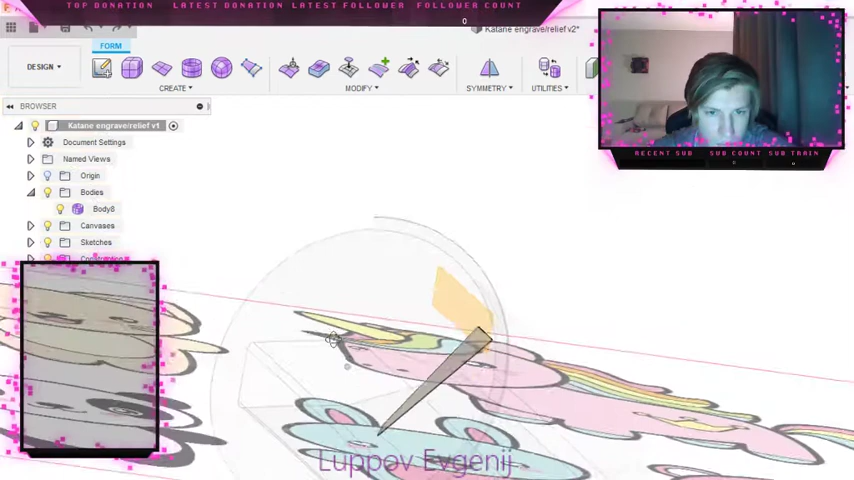 TOP DONATION LATEST DONATION LATEST FOLLOWER FOLLOWER COUNT
0
Katane engrave/relief v2*
FORM
DESIGN
CREATE MODIFY SYMMETRY UTILITIES
BROWSER
Katane engrave/relief v1
Document Settings
Named Views
Origin
Bodies
Body8
Canvases
Sketches
Construction
RECENT SUB SUB COUNT SUB TRAIN
Luppov Evgenij